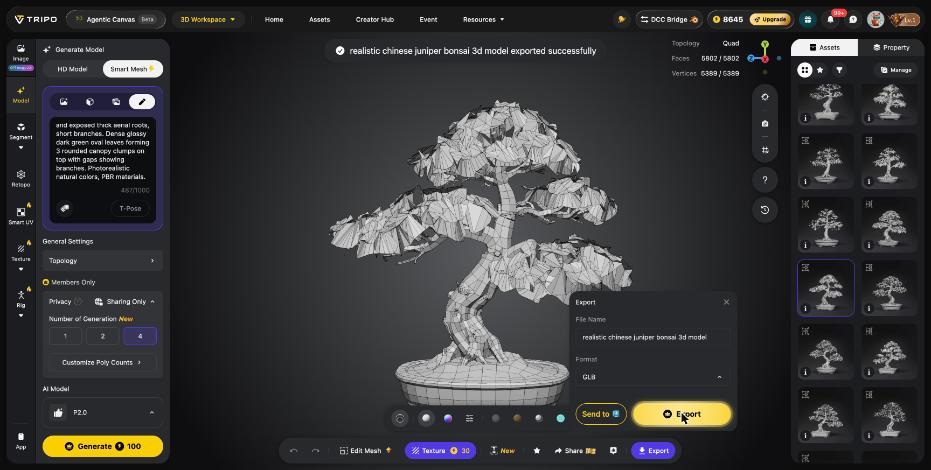 TRIPO
Agentic Canvas Beta
3D Workspace
Home
Assets
Creator Hub
Event
Resources
DCC Bridge
8645
Upgrade
99+
Lv.1
Image
Model
Segment
Retopo
Smart UV
Texture
Rig
App
Generate Model
HD Model
Smart Mesh
and exposed thick aerial roots,
short branches. Dense glossy
dark green oval leaves forming
3 rounded canopy clumps on
top with gaps showing
branches. Photorealistic
natural colors, PBR materials.
487/1000
T-Pose
General Settings
Topology
Members Only
Privacy
Sharing Only
Number of Generation New
1
2
4
Customize Poly Counts
AI Model
P2.0
Generate 100
realistic chinese juniper bonsai 3d model exported successfully
Topology Quad
Faces 5802 / 5802
Vertices 5389 / 5389
Y
Z
X
?
Export
File Name
realistic chinese juniper bonsai 3d model
Format
GLB
Send to
Export
Edit Mesh
Texture 30
New
Share
Export
Assets
Property
Manage